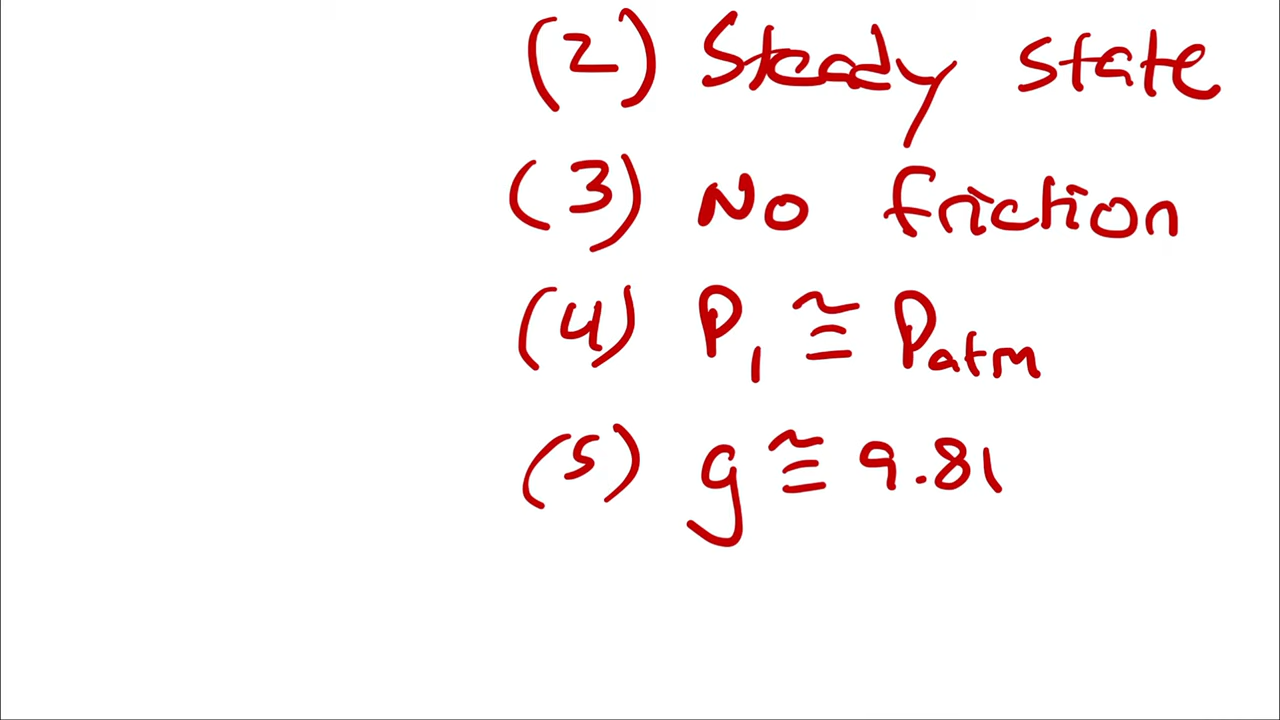 (2) Steady state
(3) No friction
(4) P₁ ≅ Patm
(5) g ≅ 9.81